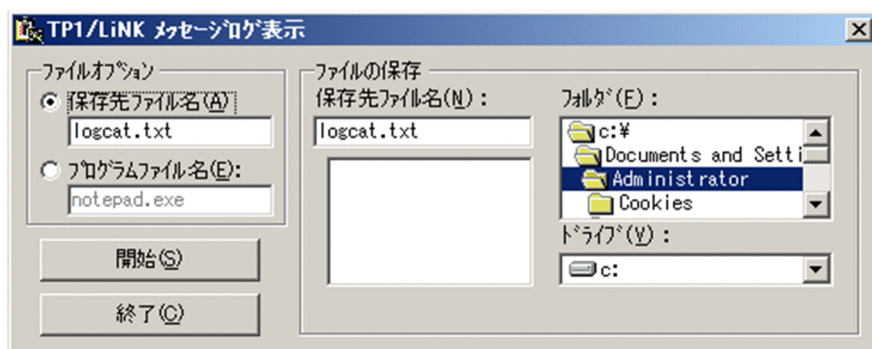 TP1/LiNK ﾒｯｾｰｼﾞﾛｸﾞ表示
ﾌｧｲﾙｵﾌﾟｼｮﾝ
保存先ﾌｧｲﾙ名(A)
logcat.txt
ﾌﾟﾛｸﾞﾗﾑﾌｧｲﾙ名(E):
notepad.exe
開始(S)
終了(C)
ﾌｧｲﾙの保存
保存先ﾌｧｲﾙ名(N) :
logcat.txt
ﾌｫﾙﾀﾞ(F) :
c:¥
Documents and Setti
Administrator
Cookies
ﾄﾞﾗｲﾌﾞ(V) :
c: